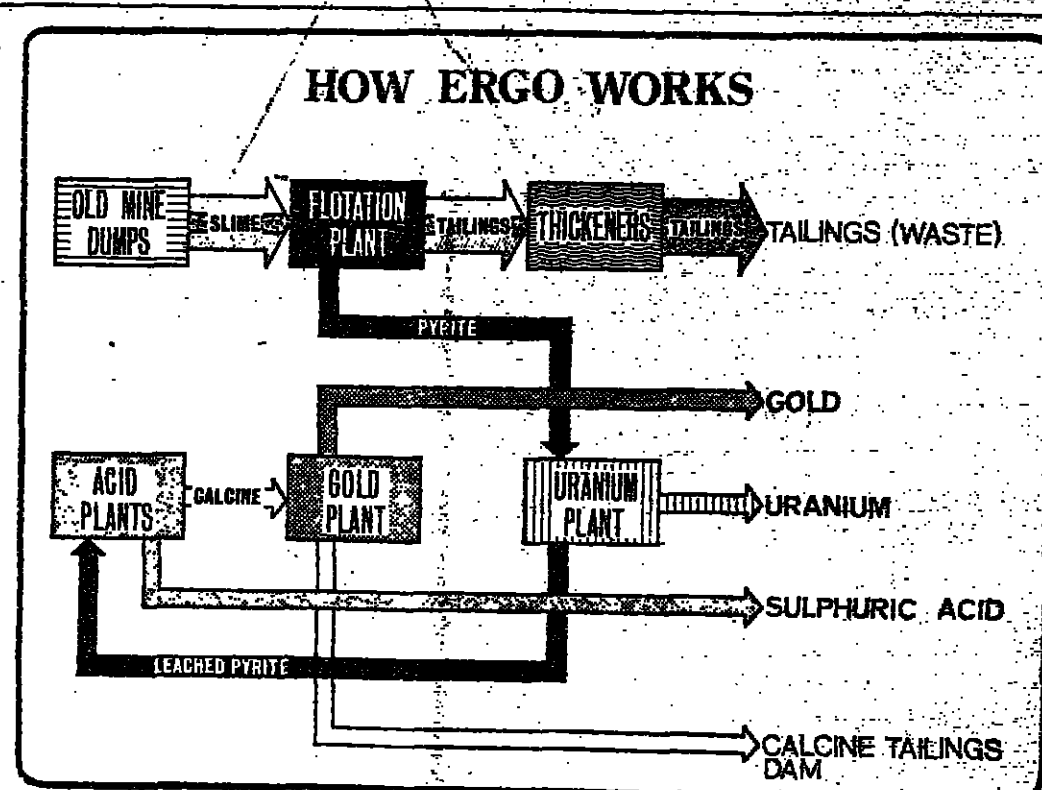 HOW ERGO WORKS
OLD MINE
DUMPS
SLIME
FLOTATION
PLANT
TAILINGS
THICKENERS
TAILINGS
TAILINGS (WASTE)
PYRITE
GOLD
ACID
PLANTS
CALCINE
GOLD
PLANT
URANIUM
PLANT
URANIUM
SULPHURIC ACID
LEACHED PYRITE
CALCINE TAILINGS
DAM